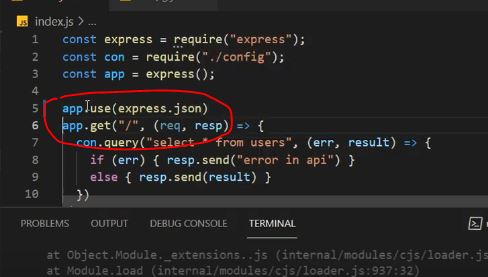 index.js > ...
1 const express = require("express");
2 const con = require("./config");
3 const app = express();
4
5 app.use(express.json)
6 app.get("/", (req, resp) => {
7 con.query("select * from users", (err, result) => {
8 if (err) { resp.send("error in api") }
9 else { resp.send(result) }
10 })
PROBLEMS OUTPUT DEBUG CONSOLE TERMINAL
at Object.Module._extensions..js (internal/modules/cjs/loader.js
at Module.load (internal/modules/cjs/loader.js:937:32)